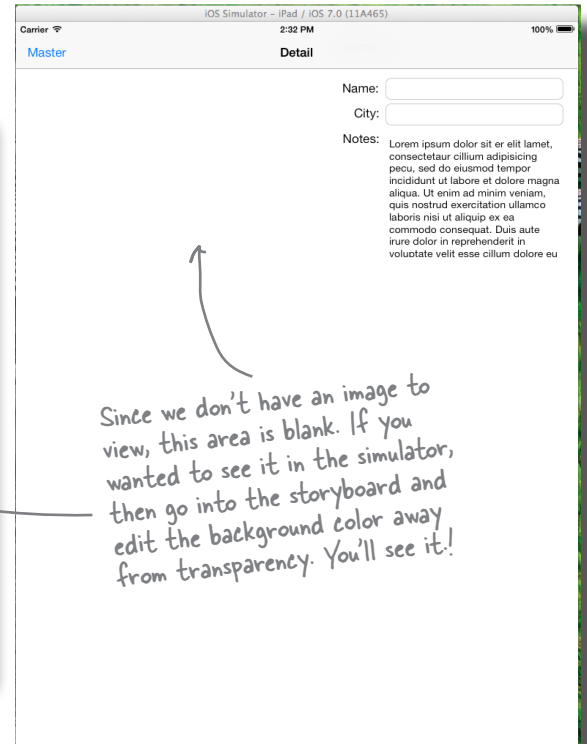 iOS Simulator – iPad / iOS 7.0 (11A465)
Carrier 2:32 PM 100%
Master Detail
Name:
City:
Notes:
Lorem ipsum dolor sit er elit lamet,
consectetaur cillium adipisicing
pecu, sed do eiusmod tempor
incididunt ut labore et dolore magna
aliqua. Ut enim ad minim veniam,
quis nostrud exercitation ullamco
laboris nisi ut aliquip ex ea
commodo consequat. Duis aute
irure dolor in reprehenderit in
voluptate velit esse cillum dolore eu
Since we don't have an image to
view, this area is blank. If you
wanted to see it in the simulator,
then go into the storyboard and
edit the background color away
from transparency. You'll see it!